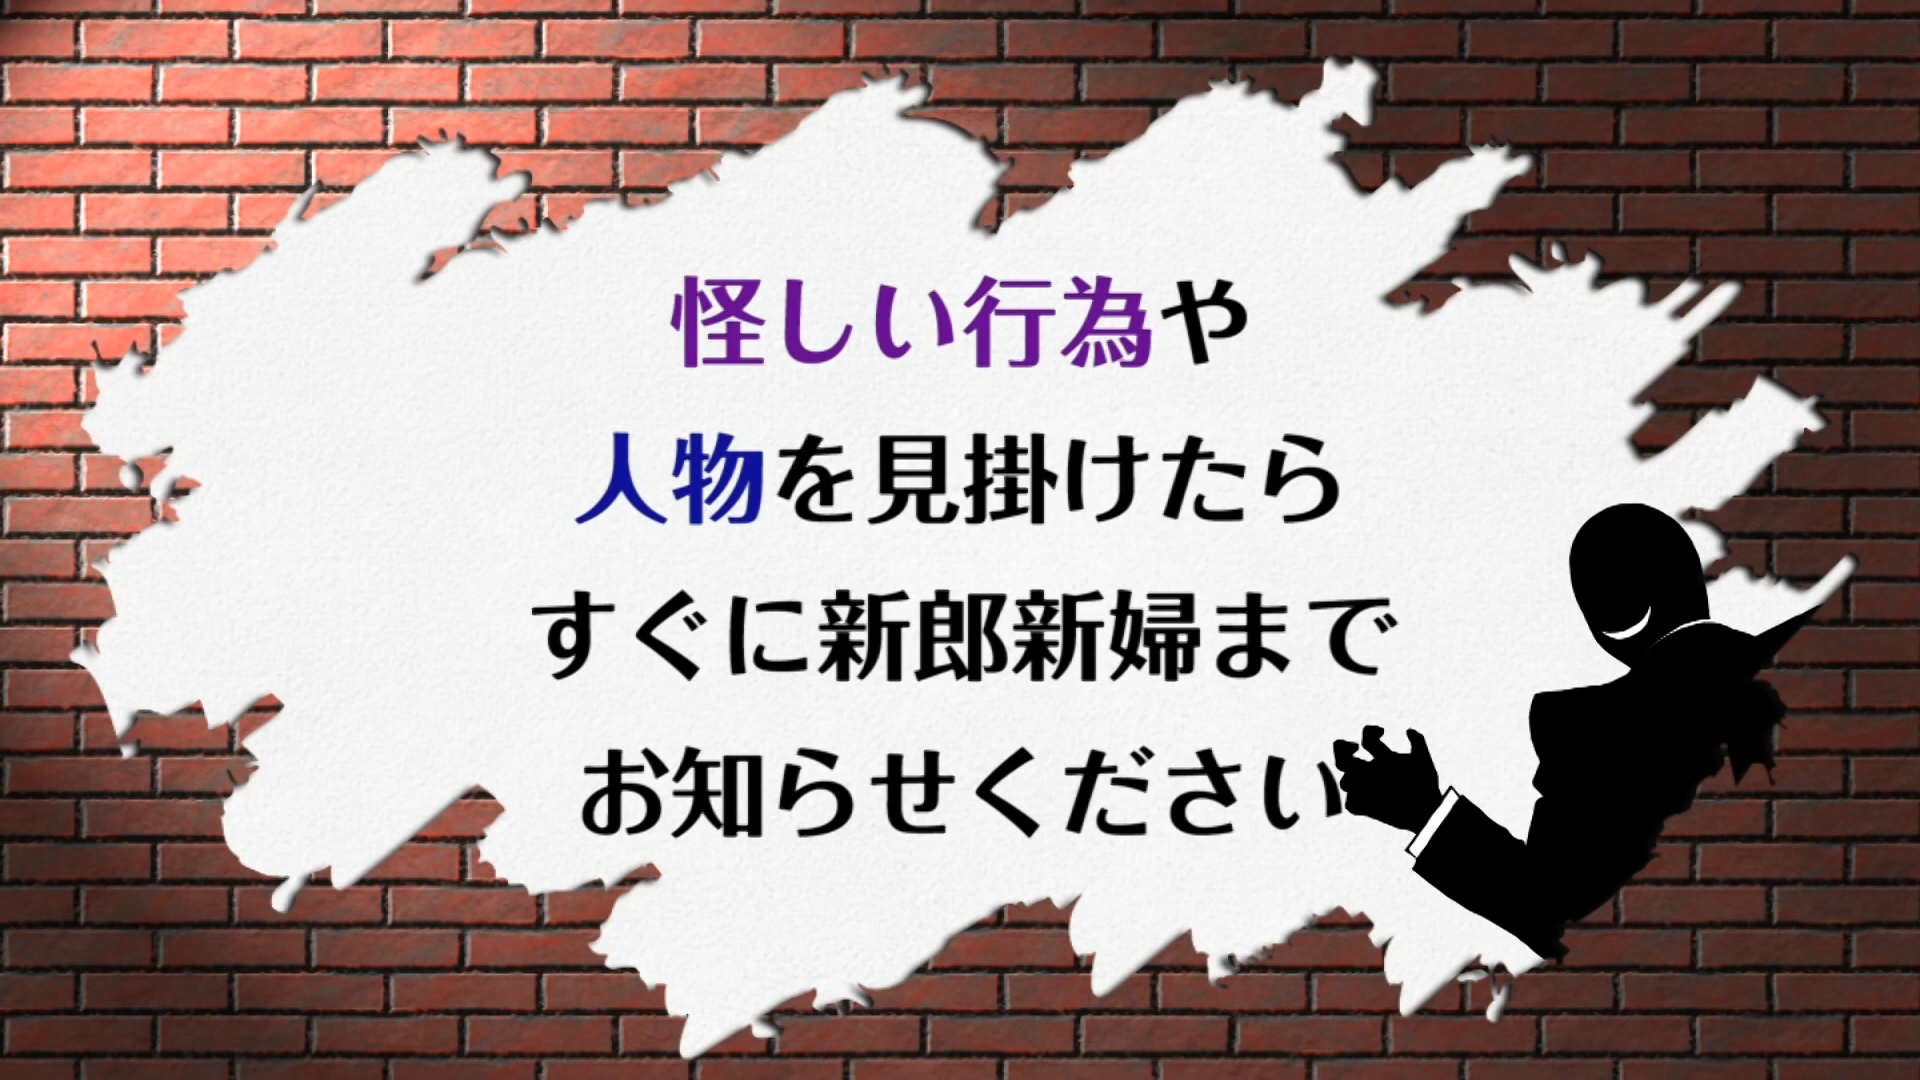 怪しい行為や
人物を見掛けたら
すぐに新郎新婦まで
お知らせください